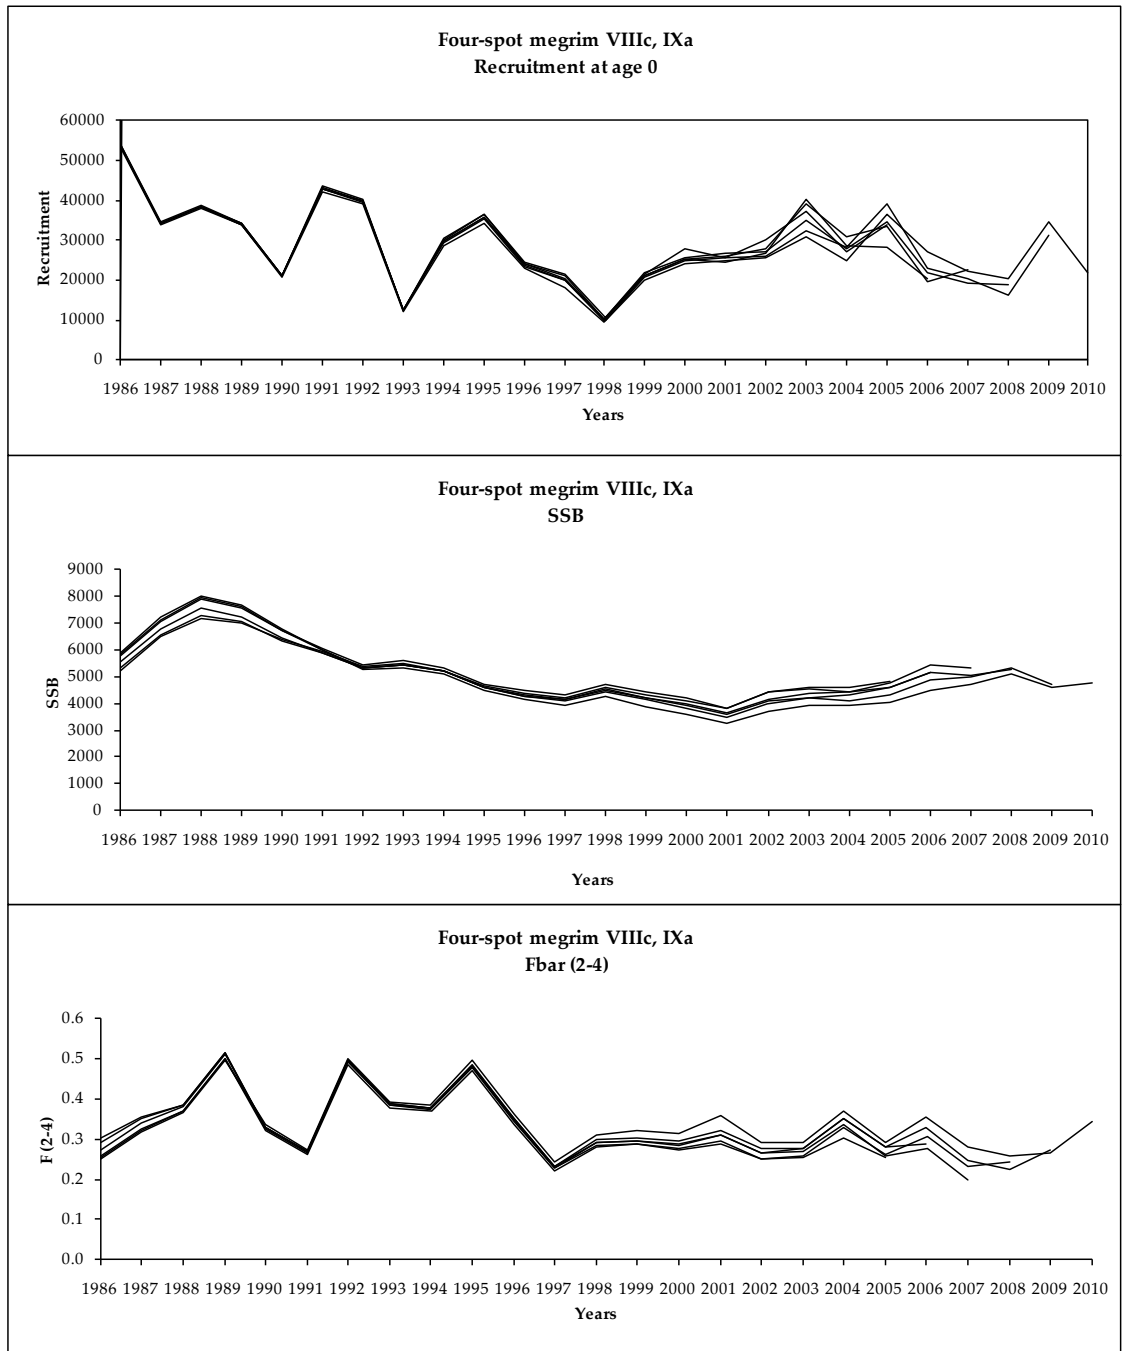 Four-spot megrim VIIIc, IXa
Recruitment at age 0
60000
50000
40000
30000
20000
10000
0
Recruitment
1986 1987 1988 1989 1990 1991 1992 1993 1994 1995 1996 1997 1998 1999 2000 2001 2002 2003 2004 2005 2006 2007 2008 2009 2010
Years
Four-spot megrim VIIIc, IXa
SSB
9000
8000
7000
6000
5000
4000
3000
2000
1000
0
SSB
1986 1987 1988 1989 1990 1991 1992 1993 1994 1995 1996 1997 1998 1999 2000 2001 2002 2003 2004 2005 2006 2007 2008 2009 2010
Years
Four-spot megrim VIIIc, IXa
Fbar (2-4)
0.6
0.5
0.4
0.3
0.2
0.1
0.0
F (2-4)
1986 1987 1988 1989 1990 1991 1992 1993 1994 1995 1996 1997 1998 1999 2000 2001 2002 2003 2004 2005 2006 2007 2008 2009 2010
Years